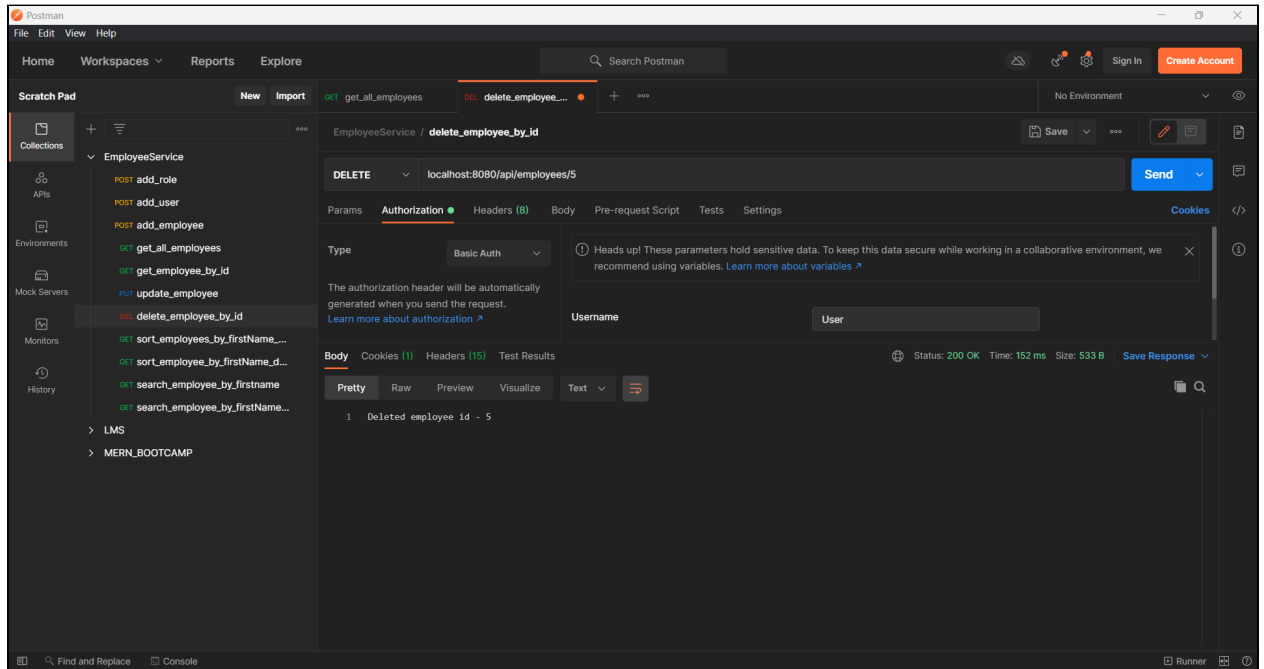 Postman
File Edit View Help
Home Workspaces Reports Explore
Search Postman
Sign In
Create Account
Scratch Pad
New Import
GET get_all_employees
DEL delete_employee_...
No Environment
Collections
APIs
Environments
Mock Servers
Monitors
History
EmployeeService
POST add_role
POST add_user
POST add_employee
GET get_all_employees
GET get_employee_by_id
PUT update_employee
DEL delete_employee_by_id
GET sort_employees_by_firstName_...
GET sort_employee_by_firstName_d...
GET search_employee_by_firstname
GET search_employee_by_firstName...
LMS
MERN_BOOTCAMP
EmployeeService / delete_employee_by_id
Save
DELETE localhost:8080/api/employees/5
Send
Params Authorization Headers (8) Body Pre-request Script Tests Settings
Cookies
Type Basic Auth
The authorization header will be automatically
generated when you send the request.
Learn more about authorization ↗
Heads up! These parameters hold sensitive data. To keep this data secure while working in a collaborative environment, we
recommend using variables. Learn more about variables ↗
Username User
Body Cookies (1) Headers (15) Test Results
Status: 200 OK Time: 152 ms Size: 533 B Save Response
Pretty Raw Preview Visualize Text
1 Deleted employee id - 5
Find and Replace Console
Runner